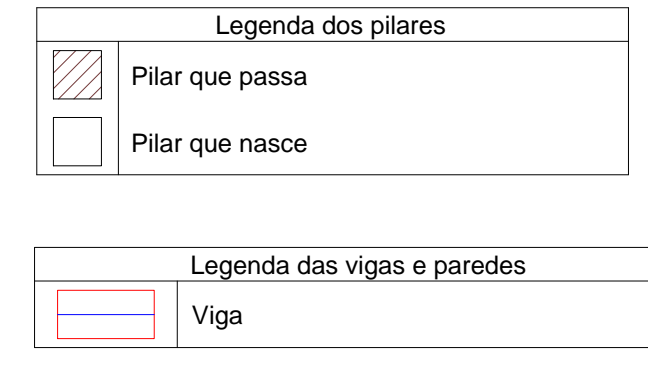 Legenda dos pilares
Pilar que passa
Pilar que nasce
Legenda das vigas e paredes
Viga